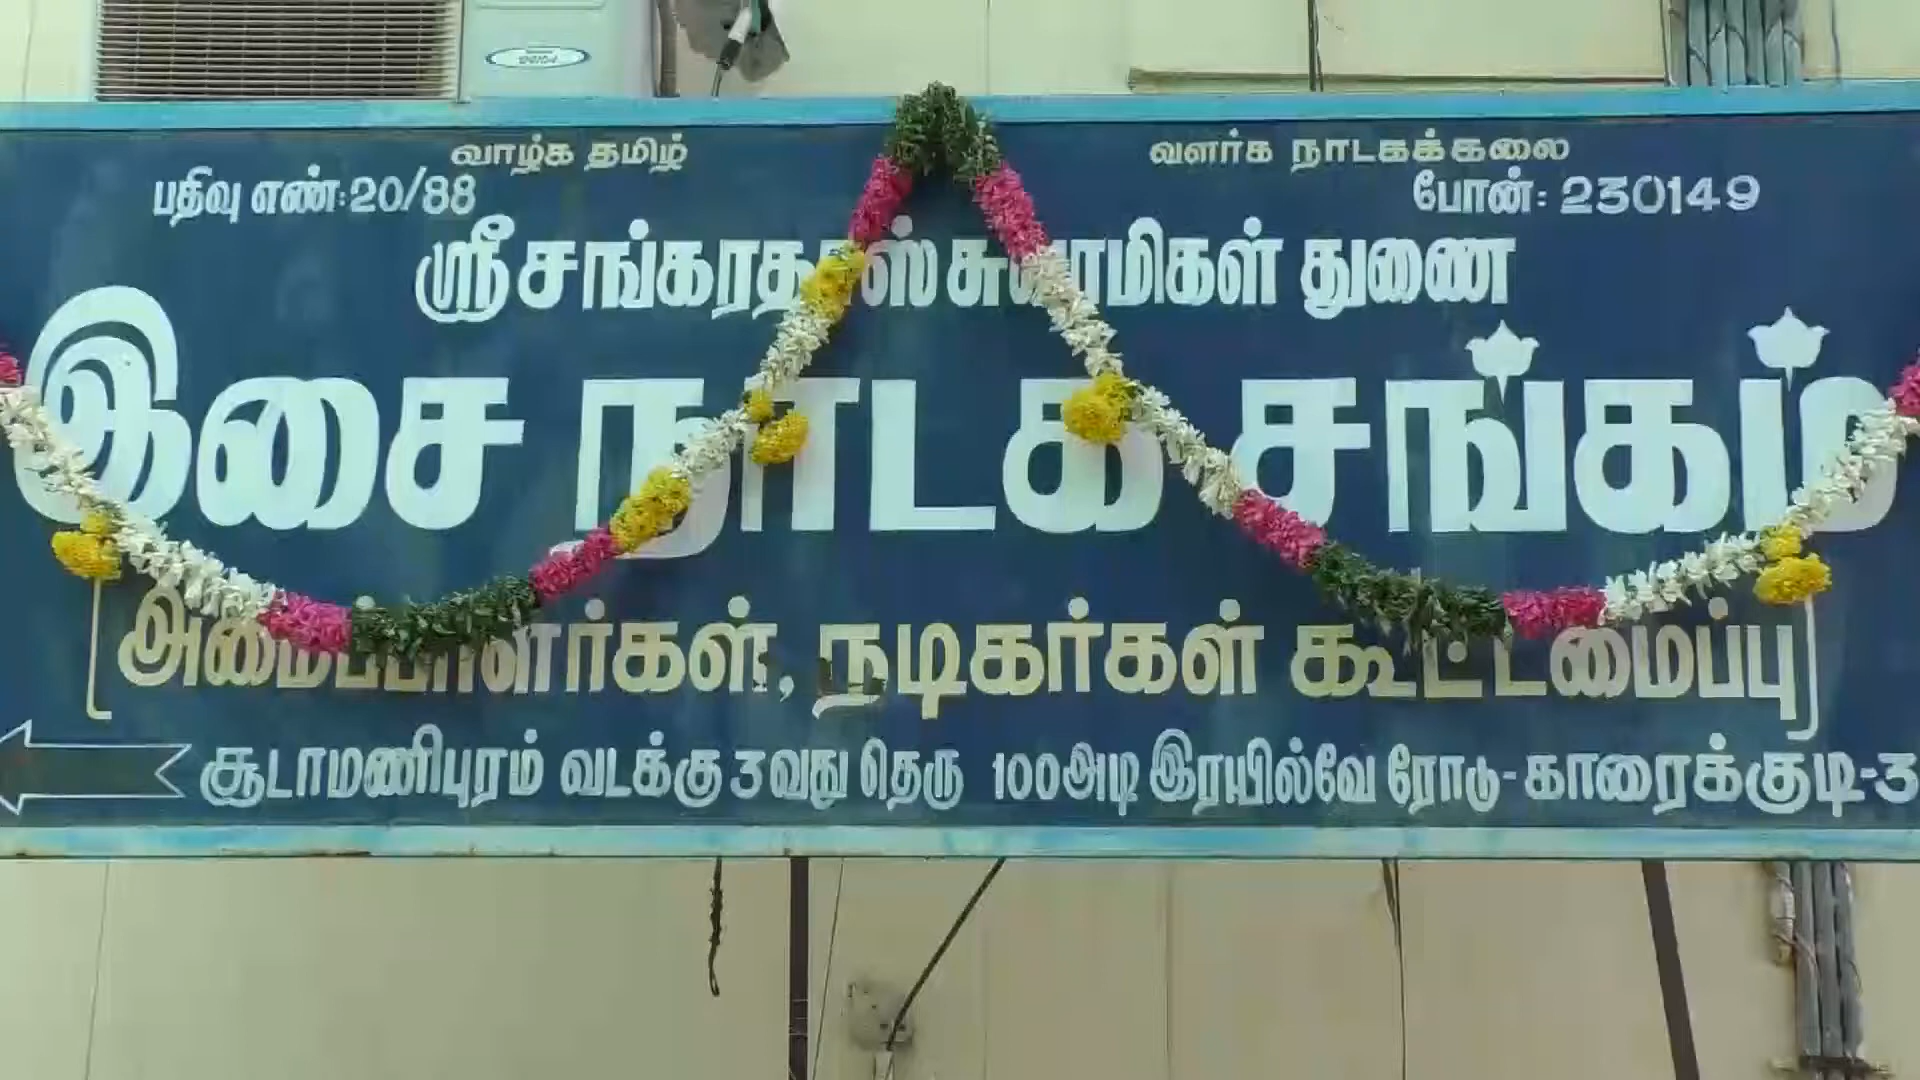 வாழ்க தமிழ் வளர்க நாடகக்கலை
பதிவு எண்:20/88 போன்: 230149
ஸ்ரீசங்கரதாஸ் சுவாமிகள் துணை
இசை நாடக சங்கம்
அமைப்பாளர்கள், நடிகர்கள் கூட்டமைப்பு
சூடாமணிபுரம் வடக்கு 3வது தெரு 100அடி இரயில்வே ரோடு-காரைக்குடி-3